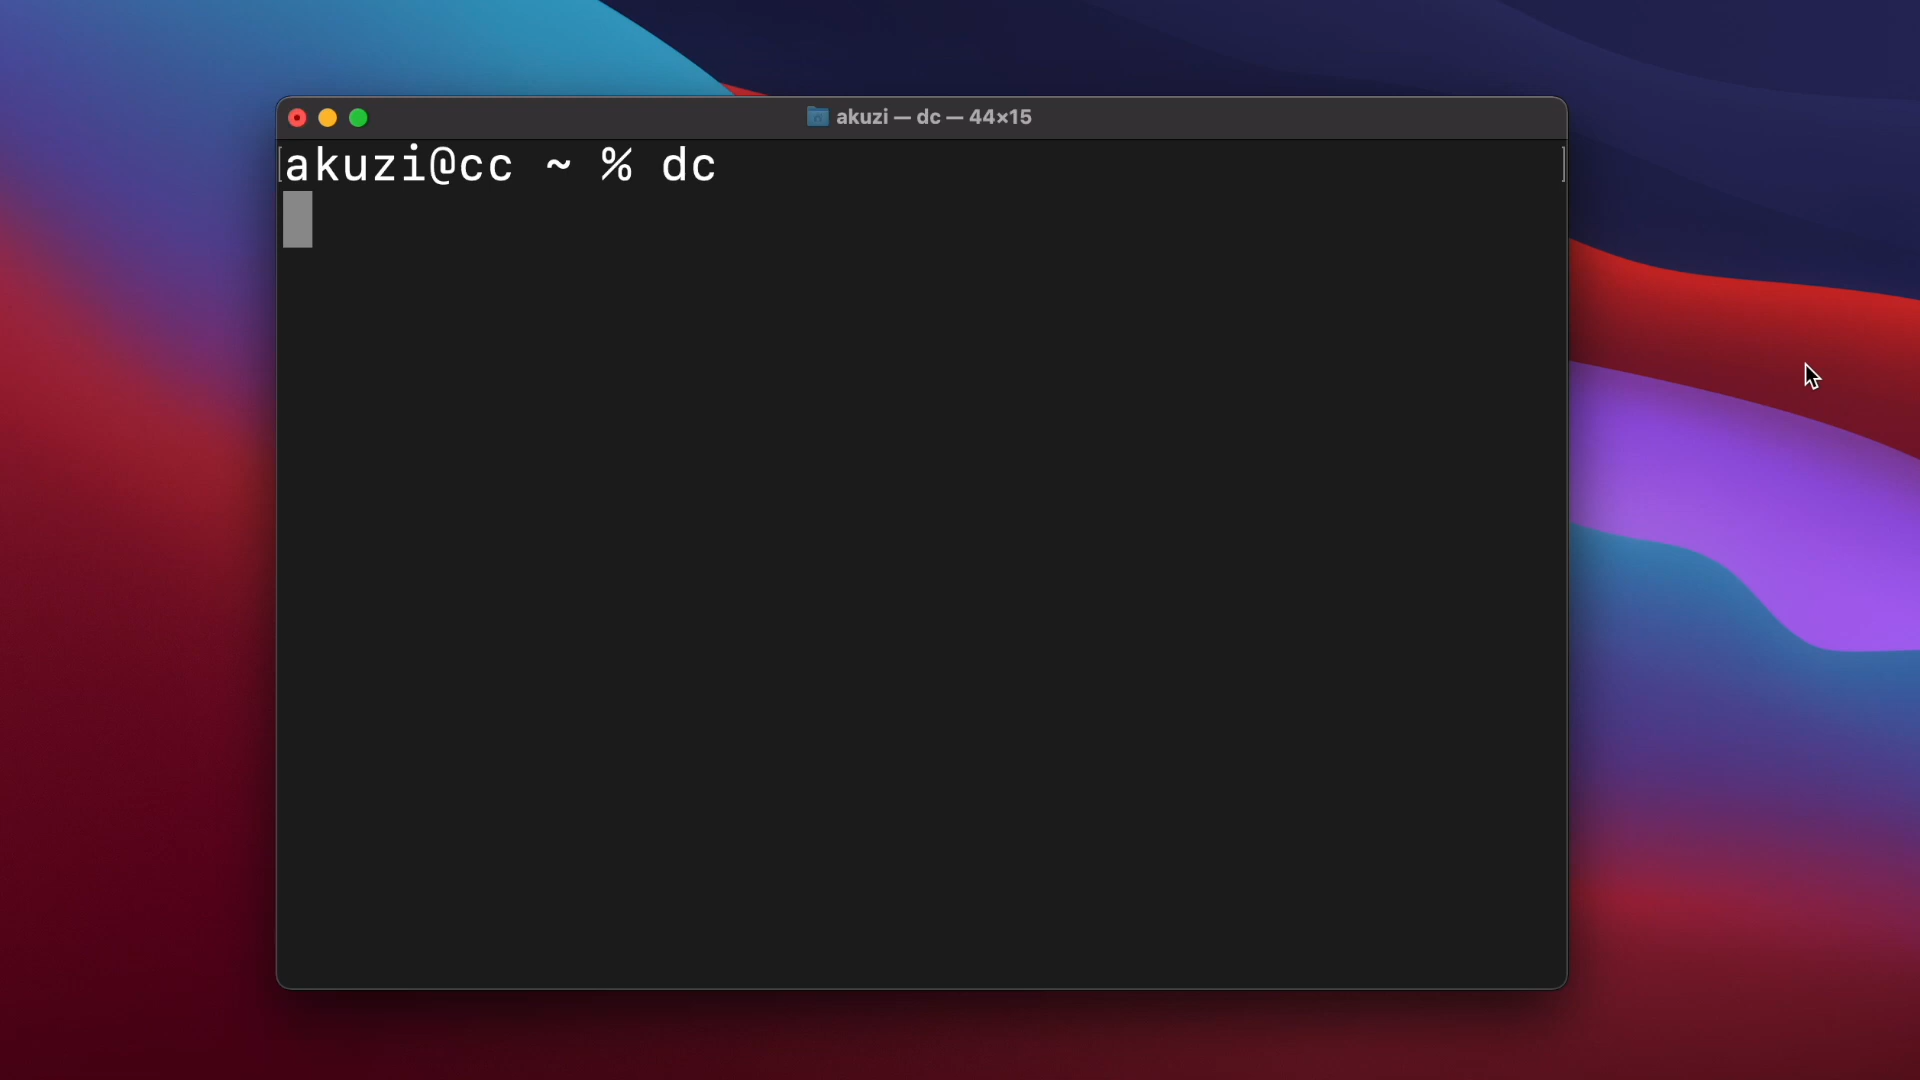 akuzi — dc — 44×15
akuzi@cc ~ % dc